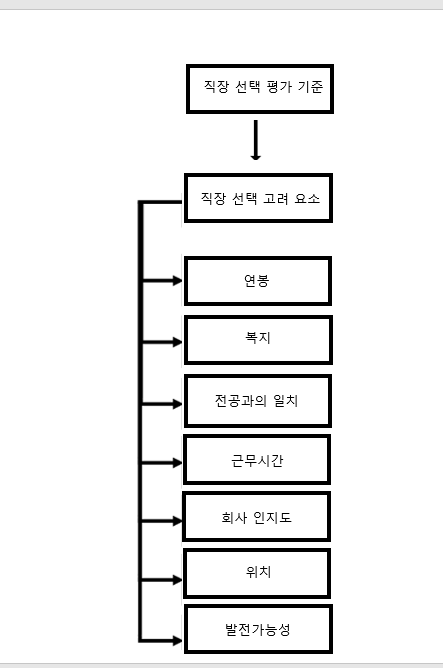 직장 선택 평가 기준
직장 선택 고려 요소
연봉
복지
전공과의 일치
근무시간
회사 인지도
위치
발전가능성